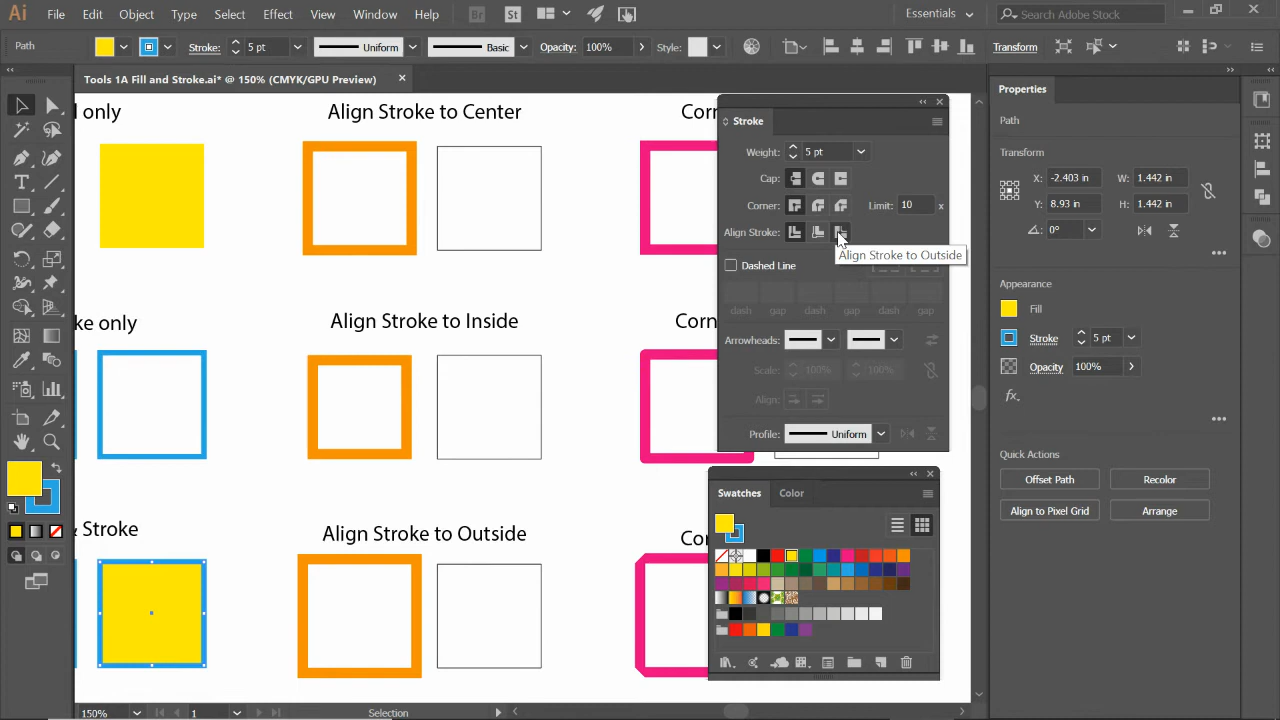 Ai File Edit Object Type Select Effect View Window Help Br St Essentials Search Adobe Stock
Path Stroke: 5 pt Uniform Basic Opacity: 100% Style: Transform
Tools 1A Fill and Stroke.ai* @ 150% (CMYK/GPU Preview)
Properties
Path
Transform
X: -2.403 in W: 1.442 in
Y: 8.93 in H: 1.442 in
0°
Appearance
Fill
Stroke 5 pt
Opacity 100%
fx
Quick Actions
Offset Path Recolor
Align to Pixel Grid Arrange
l only Align Stroke to Center Corn
ke only Align Stroke to Inside Corn
& Stroke Align Stroke to Outside Co
Stroke
Weight: 5 pt
Cap:
Corner: Limit: 10 x
Align Stroke:
Align Stroke to Outside
Dashed Line
dash gap dash gap dash gap
Arrowheads:
Scale: 100% 100%
Align:
Profile: Uniform
Swatches Color
150% 1 Selection